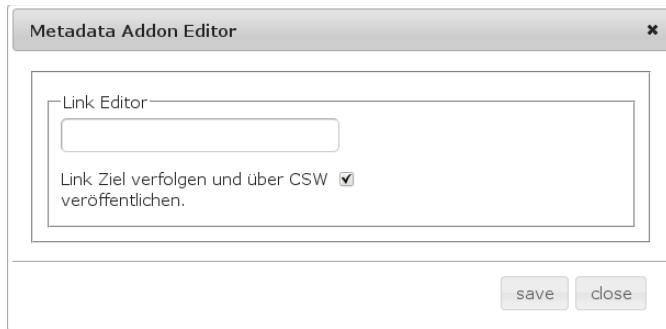 Metadata Addon Editor
Link Editor
Link Ziel verfolgen und über CSW
veröffentlichen.
save close